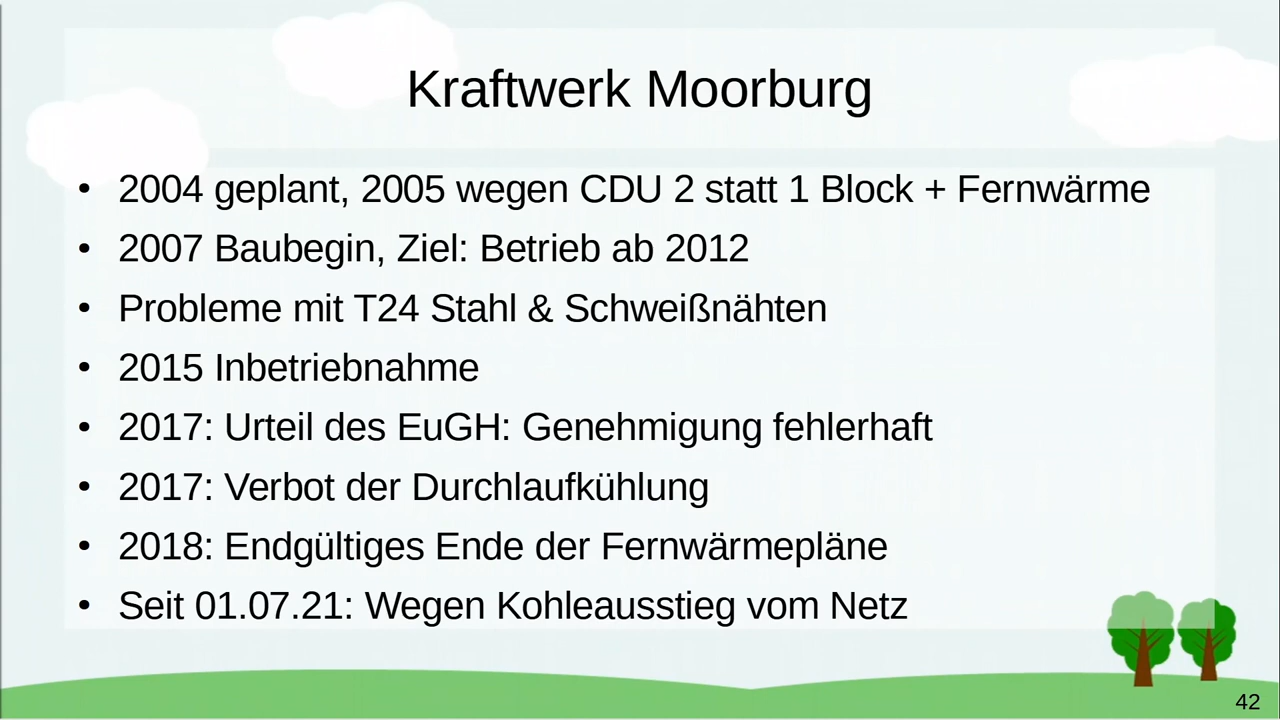 Kraftwerk Moorburg
• 2004 geplant, 2005 wegen CDU 2 statt 1 Block + Fernwärme
• 2007 Baubegin, Ziel: Betrieb ab 2012
• Probleme mit T24 Stahl & Schweißnähten
• 2015 Inbetriebnahme
• 2017: Urteil des EuGH: Genehmigung fehlerhaft
• 2017: Verbot der Durchlaufkühlung
• 2018: Endgültiges Ende der Fernwärmepläne
• Seit 01.07.21: Wegen Kohleausstieg vom Netz
42